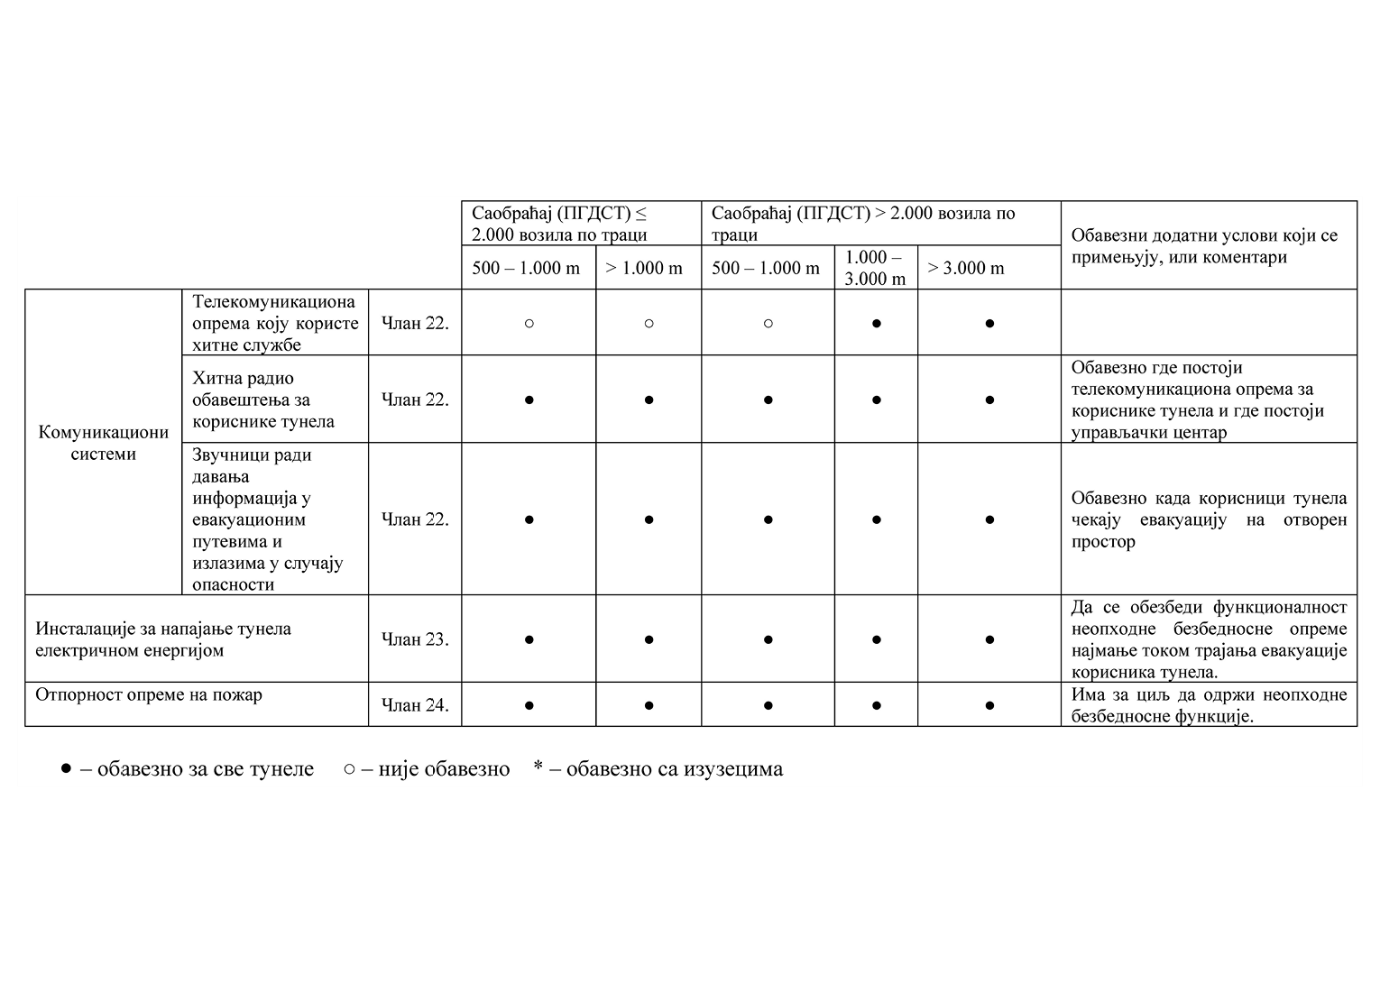 Саобраћај (ПГДСТ) ≤
2.000 возила по траци
Саобраћај (ПГДСТ) > 2.000 возила по
траци
Обавезни додатни услови који се
примењују, или коментари
500 – 1.000 m
> 1.000 m
500 – 1.000 m
1.000 –
3.000 m
> 3.000 m
Комуникациони
системи
Телекомуникациона
опрема коју користе
хитне службе
Члан 22.
○ ○ ○ ● ●
Хитна радио
обавештења за
кориснике тунела
Члан 22.
● ● ● ● ●
Обавезно где постоји
телекомуникациона опрема за
кориснике тунела и где постоји
управљачки центар
Звучници ради
давања
информација у
евакуационим
путевима и
излазима у случају
опасности
Члан 22.
● ● ● ● ●
Обавезно када корисници тунела
чекају евакуацију на отворен
простор
Инсталације за напајање тунела
електричном енергијом
Члан 23.
● ● ● ● ●
Да се обезбеди функционалност
неопходне безбедносне опреме
најмање током трајања евакуације
корисника тунела.
Отпорност опреме на пожар
Члан 24.
● ● ● ● ●
Има за циљ да одржи неопходне
безбедносне функције.
● – обавезно за све тунеле ○ – није обавезно * – обавезно са изузецима